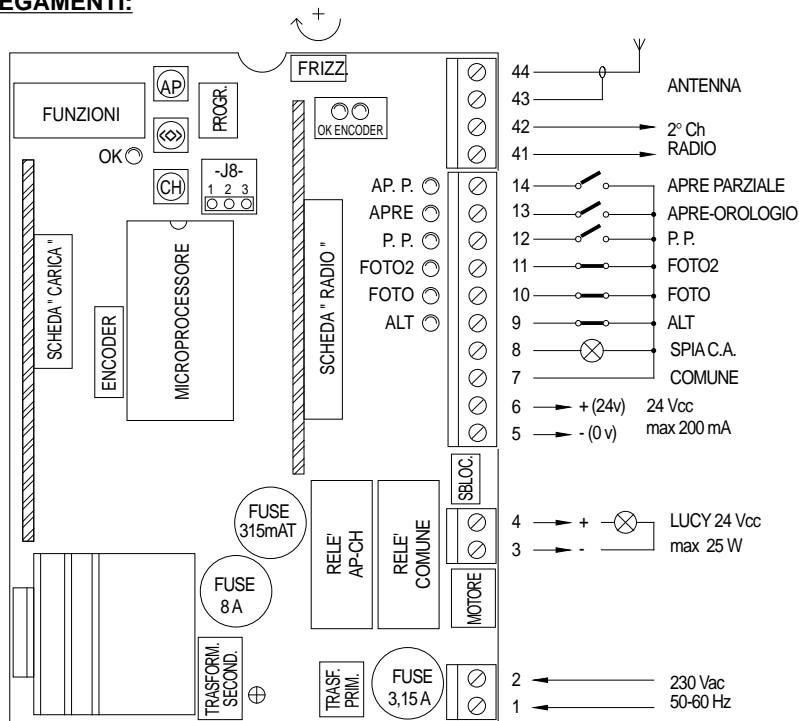 EGAMENTI:
+
FRIZZ.
AP
FUNZIONI
PROGR.
OK ENCODER
OK
CH
-J8-
1 2 3
SCHEDA" CARICA "
ENCODER
MICROPROCESSORE
SCHEDA " RADIO "
AP. P.
APRE
P. P.
FOTO2
FOTO
ALT
44
43
ANTENNA
42
41
2° Ch
RADIO
14 APRE PARZIALE
13 APRE-OROLOGIO
12 P. P.
11 FOTO2
10 FOTO
9 ALT
8 SPIA C.A.
7 COMUNE
6 + (24v) 24 Vcc
5 - (0 v) max 200 mA
SBLOC.
FUSE
315mAT
RELE'
AP-CH
RELE'
COMUNE
4 + LUCY 24 Vcc
3 - max 25 W
MOTORE
FUSE
8 A
TRASFORM.
SECOND.
TRASF.
PRIM.
FUSE
3,15 A
2 230 Vac
1 50-60 Hz